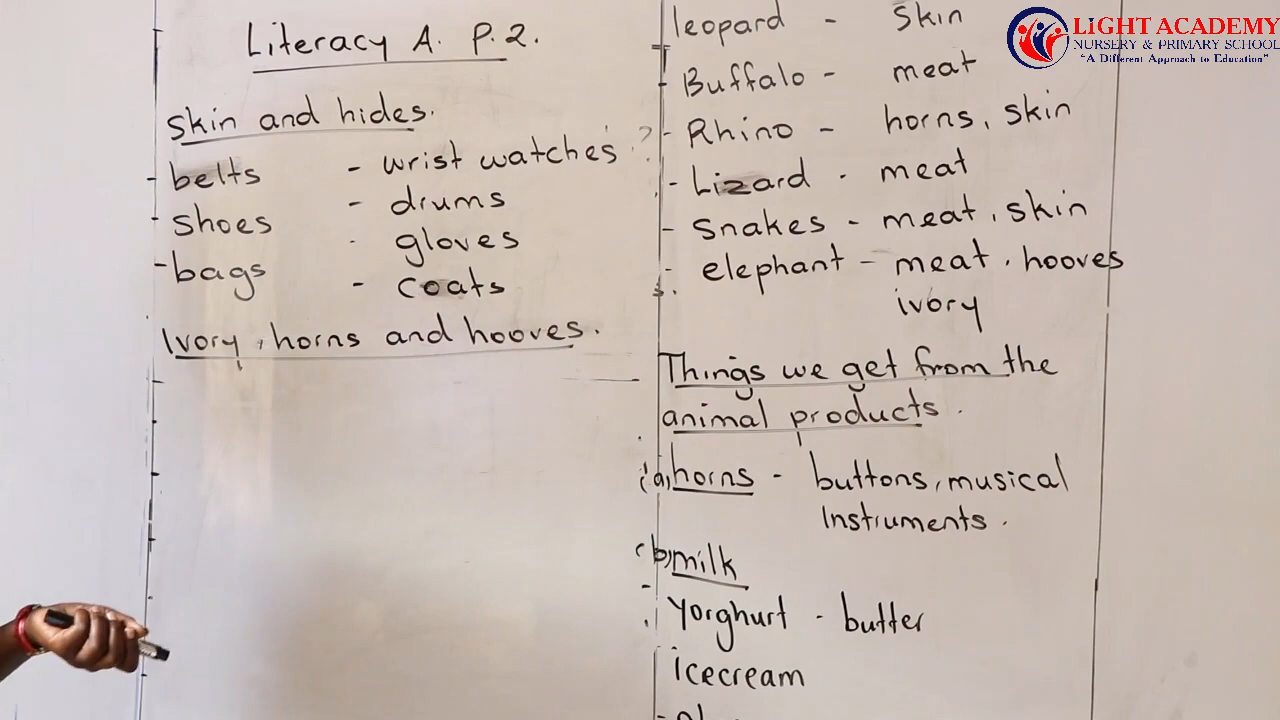 Literacy A. P.2.
Skin and hides.
- belts - wrist watches
- Shoes - drums
- bags - gloves
- coats
Ivory, horns and hooves.
leopard - Skin
- Buffalo - meat
- Rhino - horns, skin
- Lizard - meat
- Snakes - meat, skin
- elephant - meat, hooves
ivory
Things we get from the
animal products.
(a) horns - buttons, musical
Instruments.
(b) milk
- Yorghurt - butter
icecream
LIGHT ACADEMY
NURSERY & PRIMARY SCHOOL
"A Different Approach to Education"